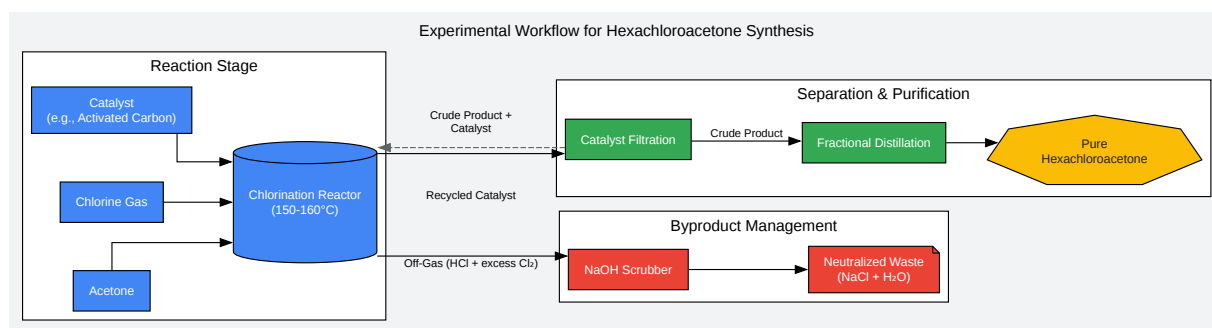 Experimental Workflow for Hexachloroacetone Synthesis
Reaction Stage
Catalyst
(e.g., Activated Carbon)
Chlorine Gas
Acetone
Chlorination Reactor
(150-160°C)
Crude Product +
Catalyst
Recycled Catalyst
Off-Gas (HCl + excess Cl₂)
Separation & Purification
Catalyst Filtration
Crude Product
Fractional Distillation
Pure
Hexachloroacetone
Byproduct Management
NaOH Scrubber
Neutralized Waste
(NaCl + H₂O)